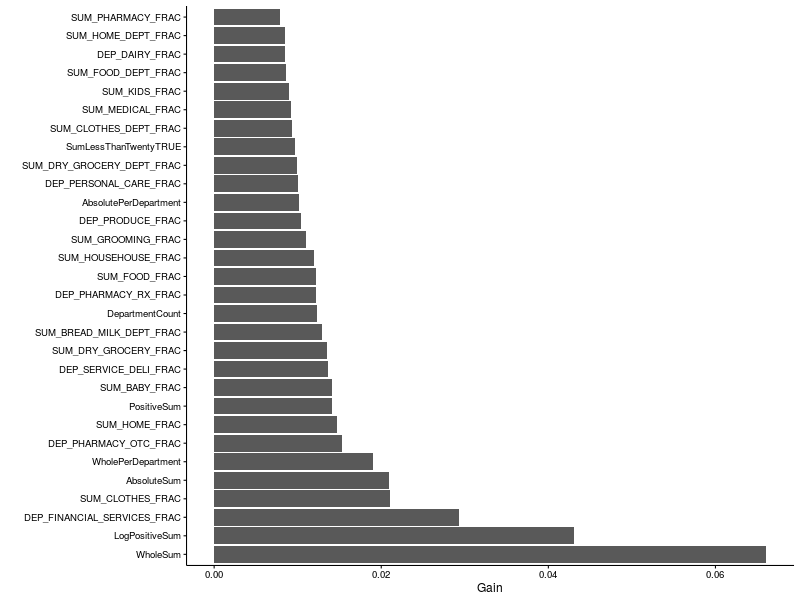 SUM_PHARMACY_FRAC
SUM_HOME_DEPT_FRAC
DEP_DAIRY_FRAC
SUM_FOOD_DEPT_FRAC
SUM_KIDS_FRAC
SUM_MEDICAL_FRAC
SUM_CLOTHES_DEPT_FRAC
SumLessThanTwentyTRUE
SUM_DRY_GROCERY_DEPT_FRAC
DEP_PERSONAL_CARE_FRAC
AbsolutePerDepartment
DEP_PRODUCE_FRAC
SUM_GROOMING_FRAC
SUM_HOUSEHOUSE_FRAC
SUM_FOOD_FRAC
DEP_PHARMACY_RX_FRAC
DepartmentCount
SUM_BREAD_MILK_DEPT_FRAC
SUM_DRY_GROCERY_FRAC
DEP_SERVICE_DELI_FRAC
SUM_BABY_FRAC
PositiveSum
SUM_HOME_FRAC
DEP_PHARMACY_OTC_FRAC
WholePerDepartment
AbsoluteSum
SUM_CLOTHES_FRAC
DEP_FINANCIAL_SERVICES_FRAC
LogPositiveSum
WholeSum
0.00 0.02 0.04 0.06
Gain